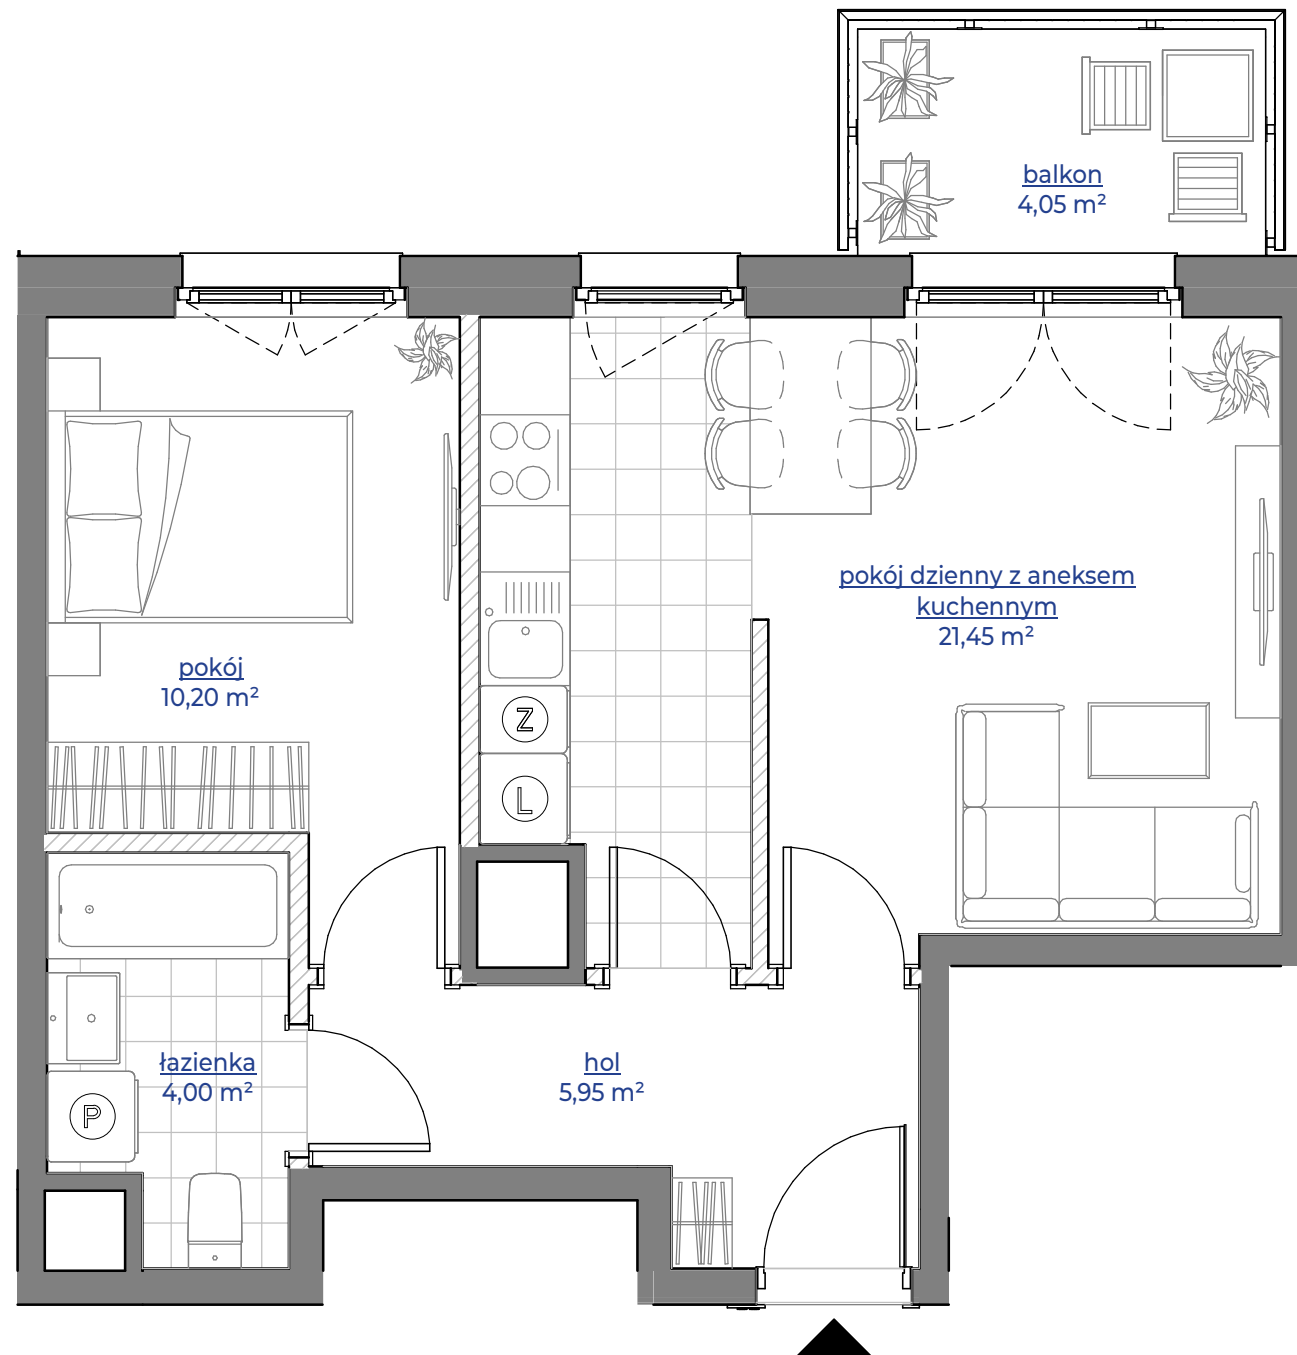 balkon
4,05 m²
pokój dzienny z aneksem
kuchennym
21,45 m²
pokój
10,20 m²
Z
L
łazienka
4,00 m²
hol
5,95 m²
P